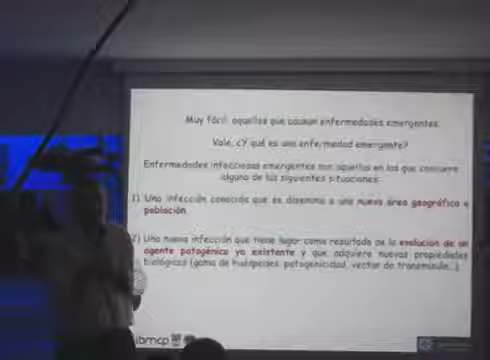 Muy fácil: aquellos que causan enfermedades emergentes.
Vale, ¿Y qué es una enfermedad emergente?
Enfermedades infecciosas emergentes son aquellas en las que concurre
alguna de las siguientes situaciones:
1) Una infección conocida que se disemina a una nueva área geográfica o
población
2) Una nueva infección que tiene lugar como resultado de la evolución de un
agente patogénico ya existente y que adquiere nuevas propiedades
biológicas (gama de huéspedes, patogenicidad, vector de transmisión...)
ibmcp